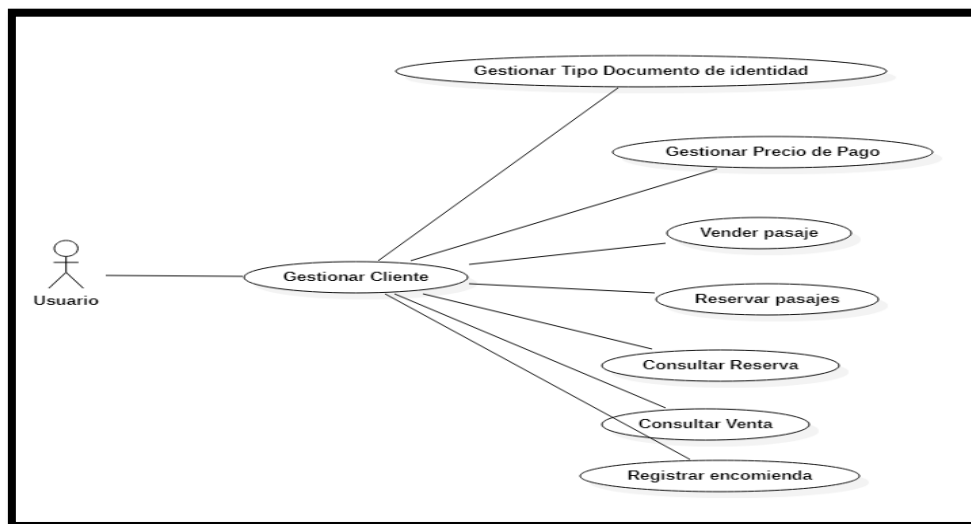 Gestionar Tipo Documento de identidad
Gestionar Precio de Pago
Vender pasaje
Gestionar Cliente
Usuario
Reservar pasajes
Consultar Reserva
Consultar Venta
Registrar encomienda